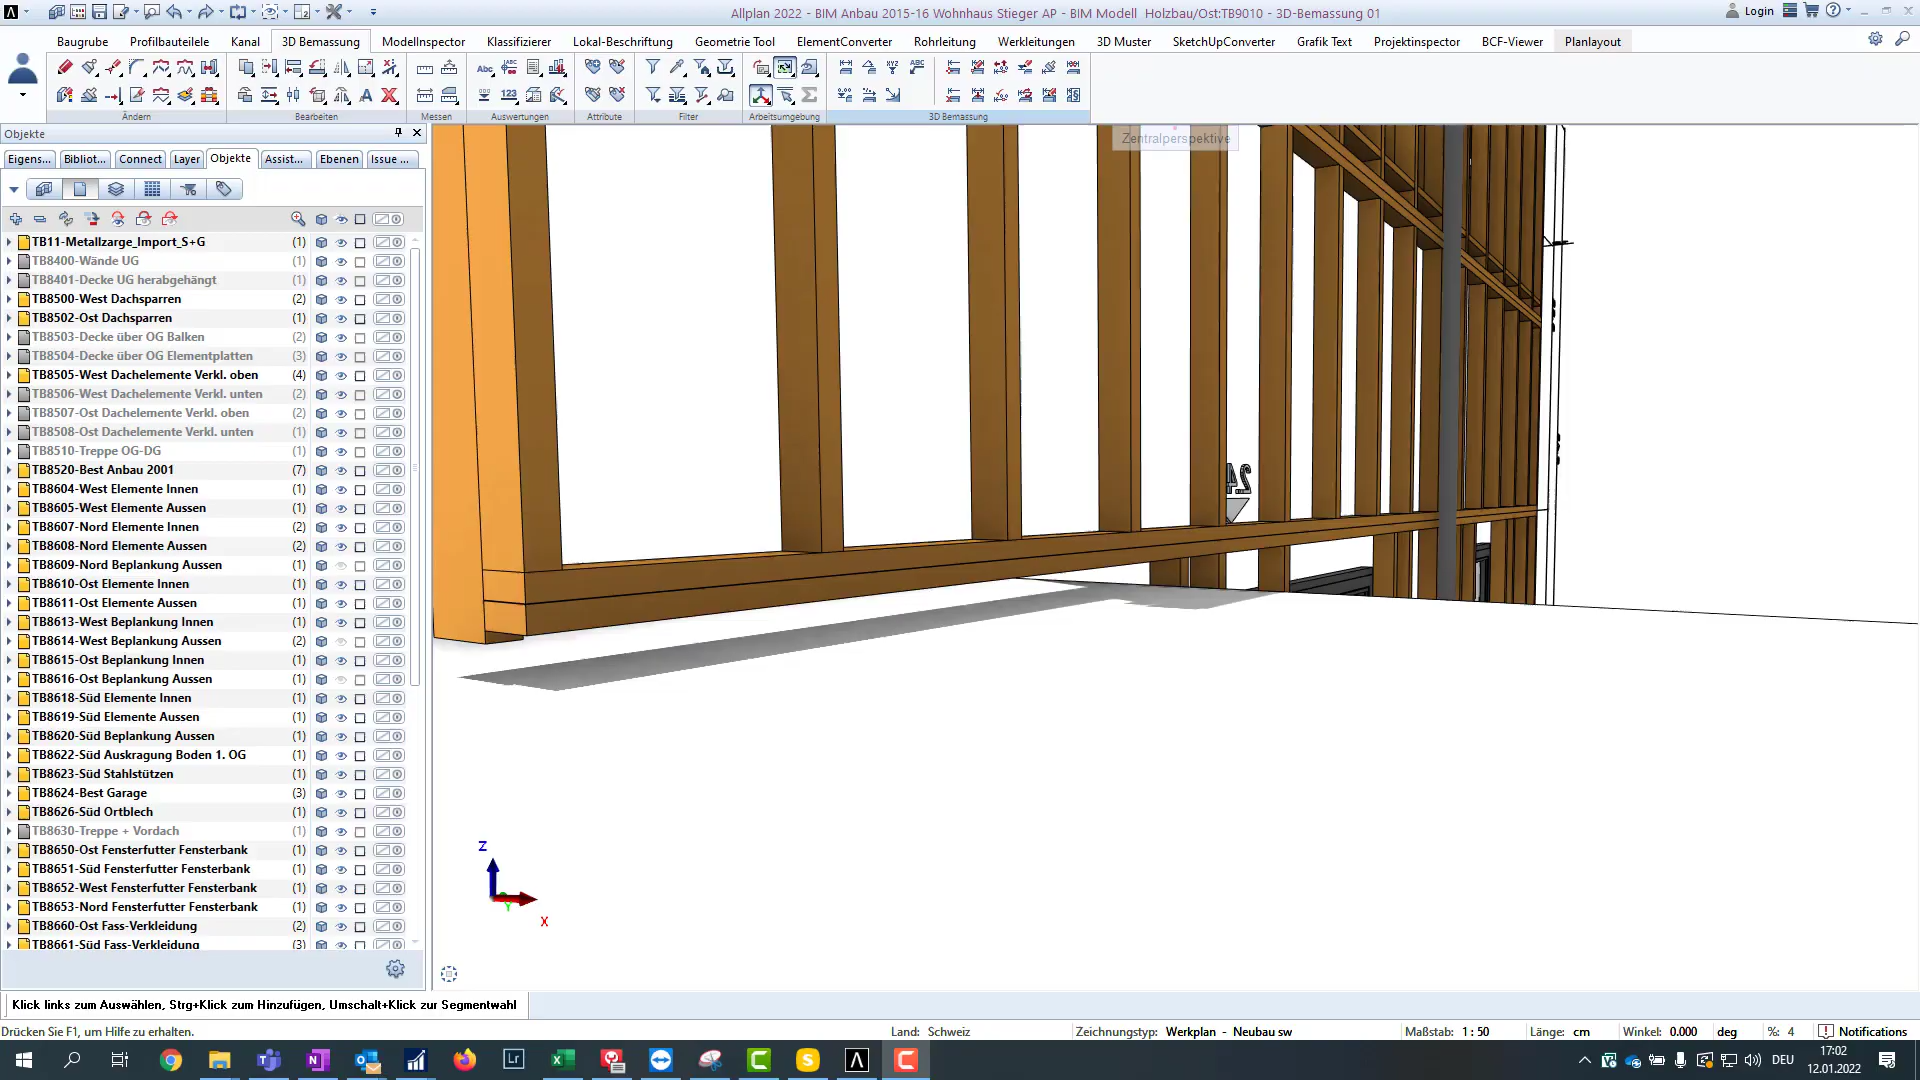 Allplan 2022 - BIM Anbau 2015-16 Wohnhaus Stieger AP - BIM Modell Holzbau/Ost:TB9010 - 3D-Bemassung 01
Login
Baugrube Profilbauteilele Kanal 3D Bemassung ModelInspector Klassifizierer Lokal-Beschriftung Geometrie Tool ElementConverter Rohrleitung Werkleitungen 3D Muster SketchUpConverter Grafik Text Projektinspector BCF-Viewer Planlayout
Ändern Bearbeiten Messen Auswertungen Attribute Filter Arbeitsumgebung 3D Bemassung
Objekte
Eigens... Bibliot... Connect Layer Objekte Assist... Ebenen Issue ...
Zentralperspektive
TB11-Metallzarge_Import_S+G (1)
TB8400-Wände UG (1)
TB8401-Decke UG herabgehängt (1)
TB8500-West Dachsparren (2)
TB8502-Ost Dachsparren (1)
TB8503-Decke über OG Balken (2)
TB8504-Decke über OG Elementplatten (3)
TB8505-West Dachelemente Verkl. oben (4)
TB8506-West Dachelemente Verkl. unten (2)
TB8507-Ost Dachelemente Verkl. oben (2)
TB8508-Ost Dachelemente Verkl. unten (1)
TB8510-Treppe OG-DG (1)
TB8520-Best Anbau 2001 (7)
TB8604-West Elemente Innen (1)
TB8605-West Elemente Aussen (1)
TB8607-Nord Elemente Innen (2)
TB8608-Nord Elemente Aussen (2)
TB8609-Nord Beplankung Aussen (1)
TB8610-Ost Elemente Innen (1)
TB8611-Ost Elemente Aussen (1)
TB8613-West Beplankung Innen (1)
TB8614-West Beplankung Aussen (2)
TB8615-Ost Beplankung Innen (1)
TB8616-Ost Beplankung Aussen (1)
TB8618-Süd Elemente Innen (1)
TB8619-Süd Elemente Aussen (1)
TB8620-Süd Beplankung Aussen (1)
TB8622-Süd Auskragung Boden 1. OG (1)
TB8623-Süd Stahlstützen (1)
TB8624-Best Garage (3)
TB8626-Süd Ortblech (1)
TB8630-Treppe + Vordach (1)
TB8650-Ost Fensterfutter Fensterbank (1)
TB8651-Süd Fensterfutter Fensterbank (1)
TB8652-West Fensterfutter Fensterbank (1)
TB8653-Nord Fensterfutter Fensterbank (1)
TB8660-Ost Fass-Verkleidung (2)
TB8661-Süd Fass-Verkleidung (3)
24
Z
Y
X
Klick links zum Auswählen, Strg+Klick zum Hinzufügen, Umschalt+Klick zur Segmentwahl
Drücken Sie F1, um Hilfe zu erhalten. Land: Schweiz Zeichnungstyp: Werkplan - Neubau sw Maßstab: 1 : 50 Länge: cm Winkel: 0.000 deg %: 4 Notifications
DEU
17:02
12.01.2022